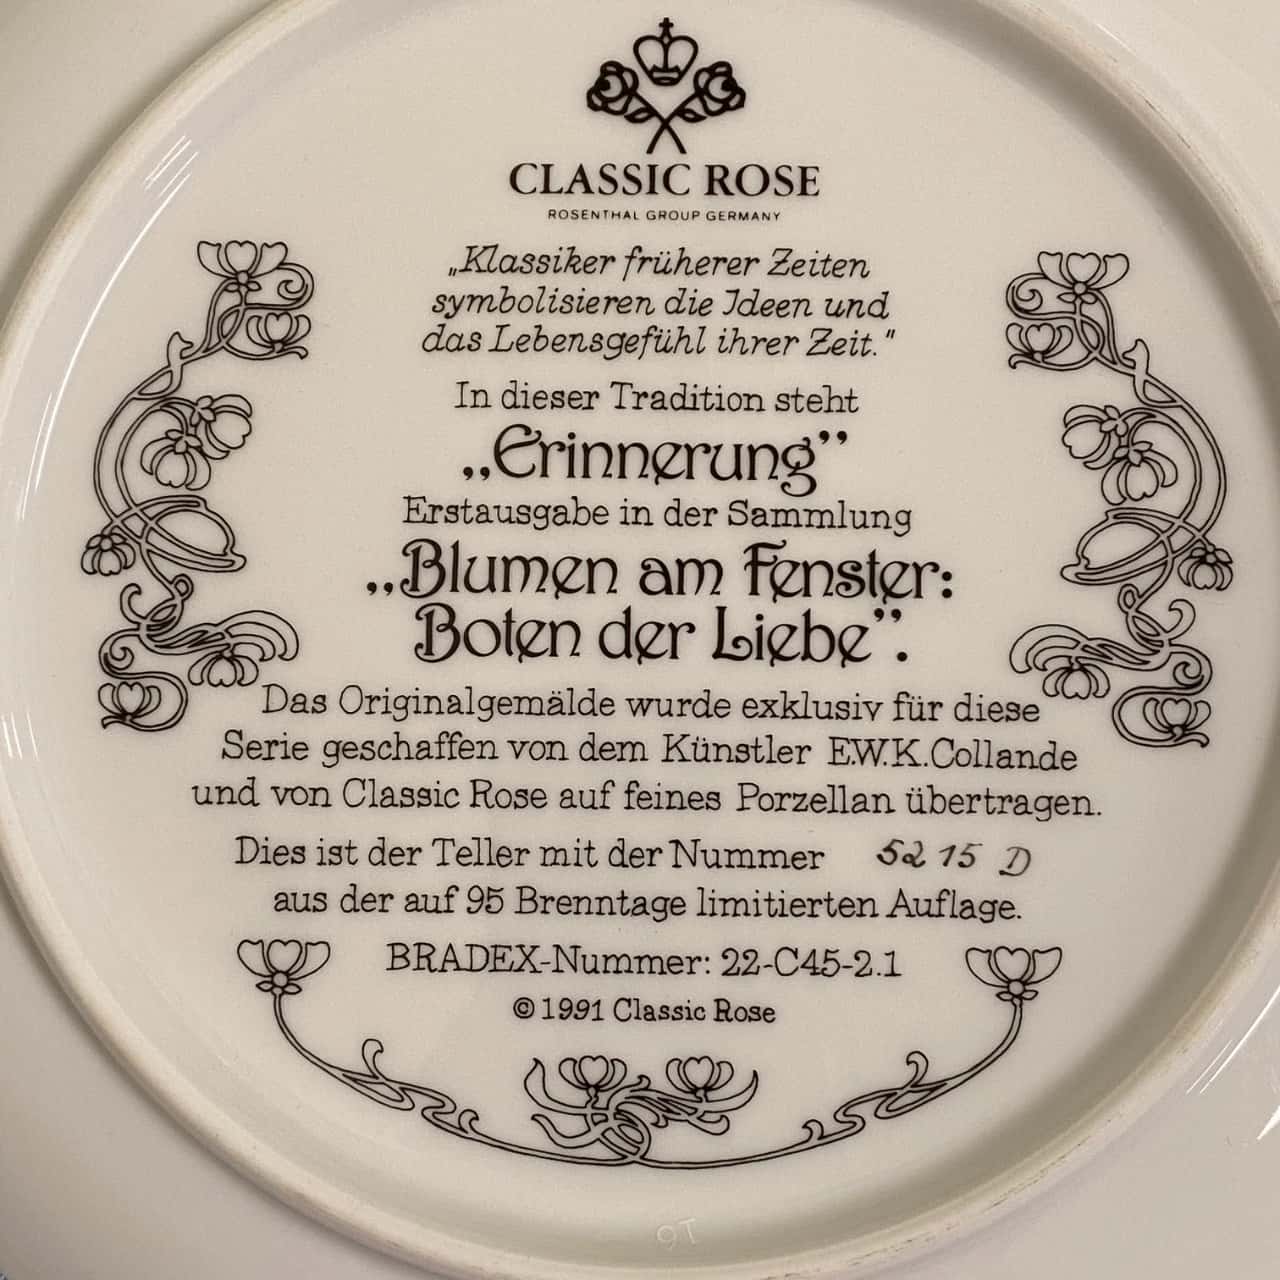 CLASSIC ROSE
ROSENTHAL GROUP GERMANY
„Klassiker früherer Zeiten
symbolisieren die Ideen und
das Lebensgefühl ihrer Zeit."
In dieser Tradition steht
„Erinnerung”
Erstausgabe in der Sammlung
„Blumen am Fenster:
Boten der Liebe”.
Das Originalgemälde wurde exklusiv für diese
Serie geschaffen von dem Künstler E.W.K.Collande
und von Classic Rose auf feines Porzellan übertragen.
Dies ist der Teller mit der Nummer 5215 D
aus der auf 95 Brenntage limitierten Auflage.
BRADEX-Nummer: 22-C45-2.1
© 1991 Classic Rose